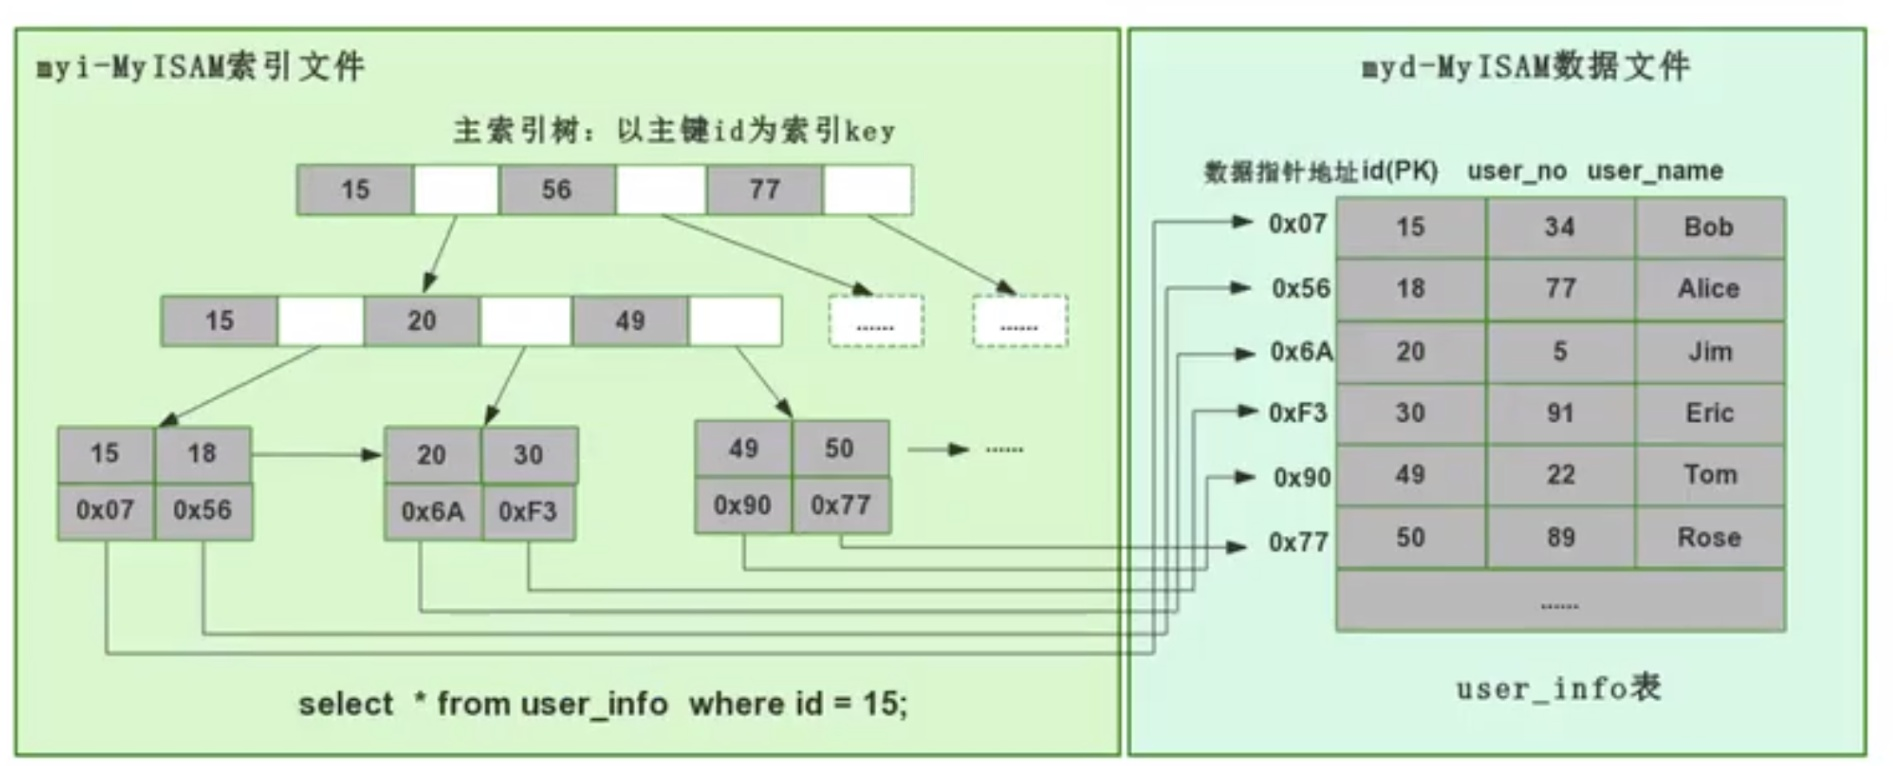 myi-MyISAM索引文件
主索引树：以主键id为索引key
15 56 77
15 20 49 ...... ......
15 18 20 30 49 50 ......
0x07 0x56 0x6A 0xF3 0x90 0x77
select * from user_info where id = 15;
myd-MyISAM数据文件
数据指针地址 id(PK) user_no user_name
0x07 15 34 Bob
0x56 18 77 Alice
0x6A 20 5 Jim
0xF3 30 91 Eric
0x90 49 22 Tom
0x77 50 89 Rose
......
user_info表